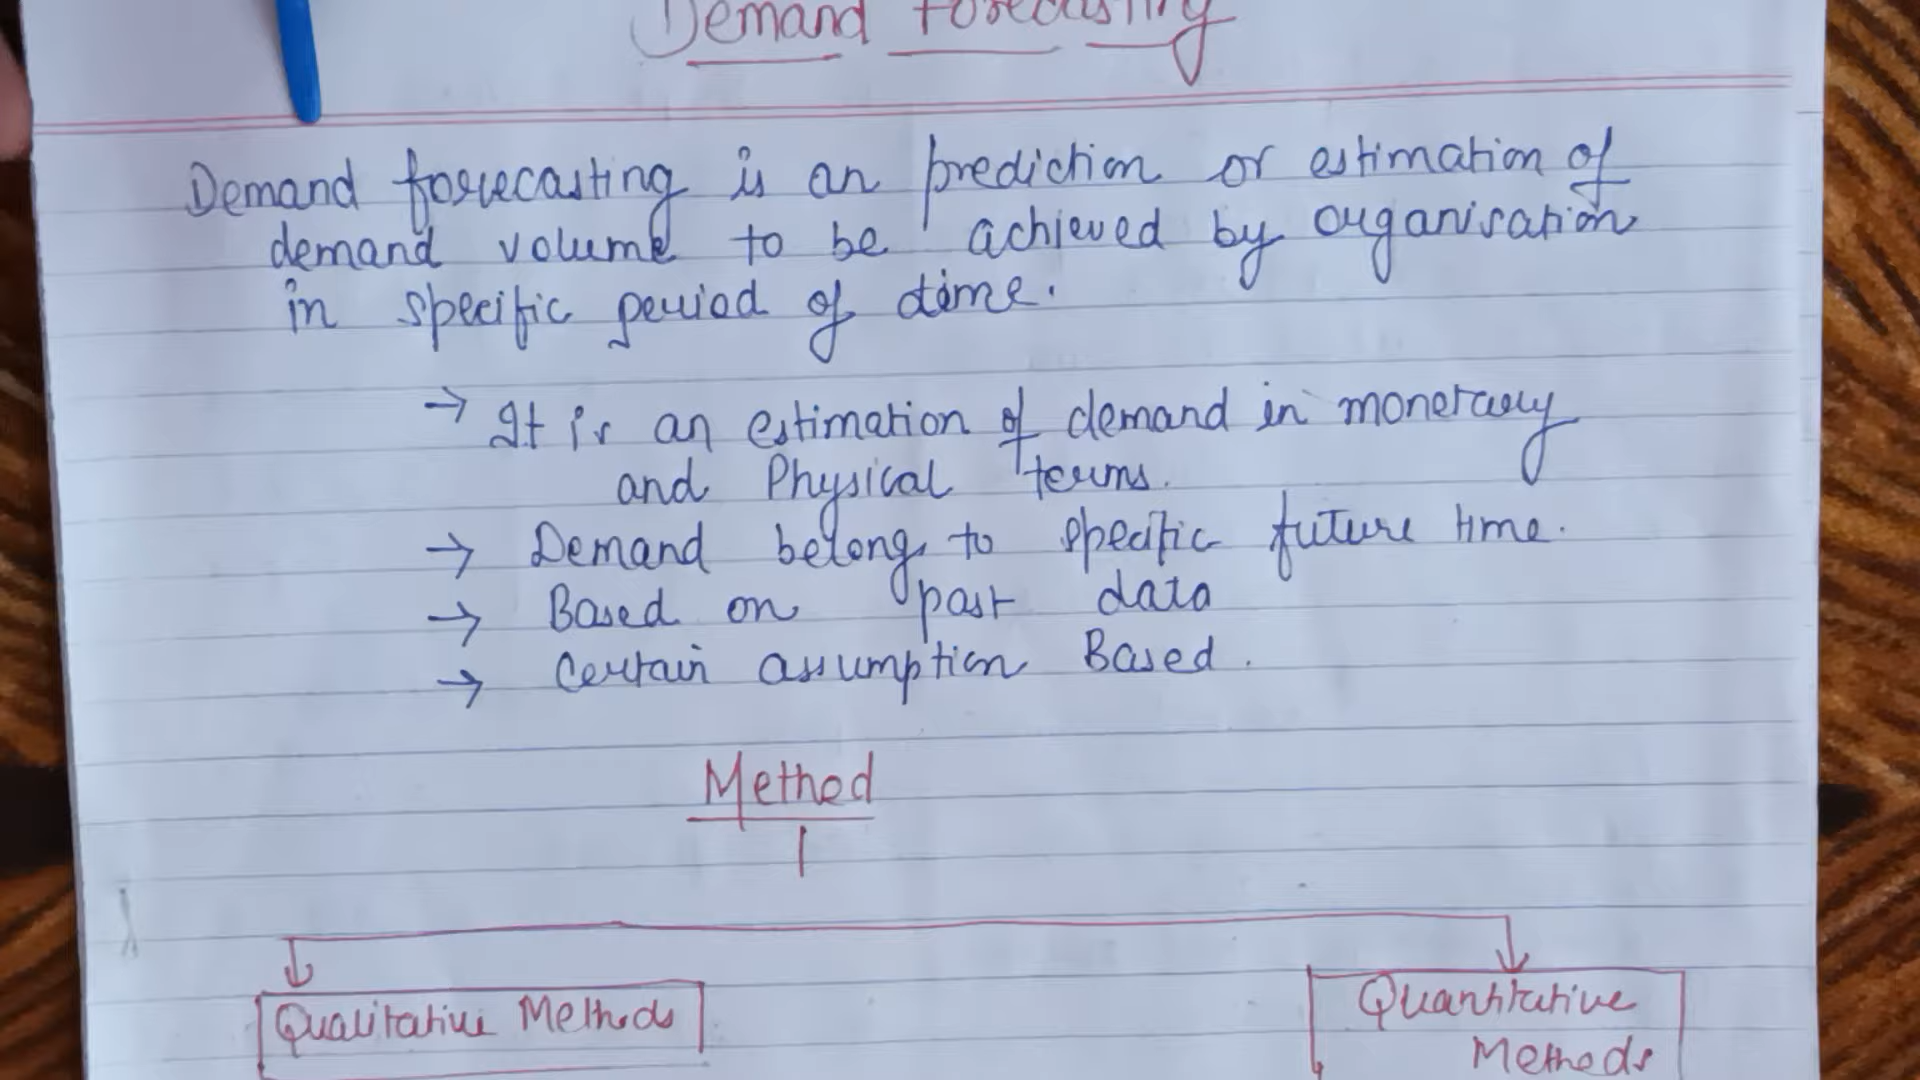 Demand Forecasting
Demand forecasting is an prediction or estimation of
demand volume to be achieved by organisation
in specific period of time.
→ It is an estimation of demand in monetary
and Physical terms.
→ Demand belong to specific future time.
→ Based on past data
→ Certain assumption Based.
Method
Qualitative Methods
Quantitative
Methods